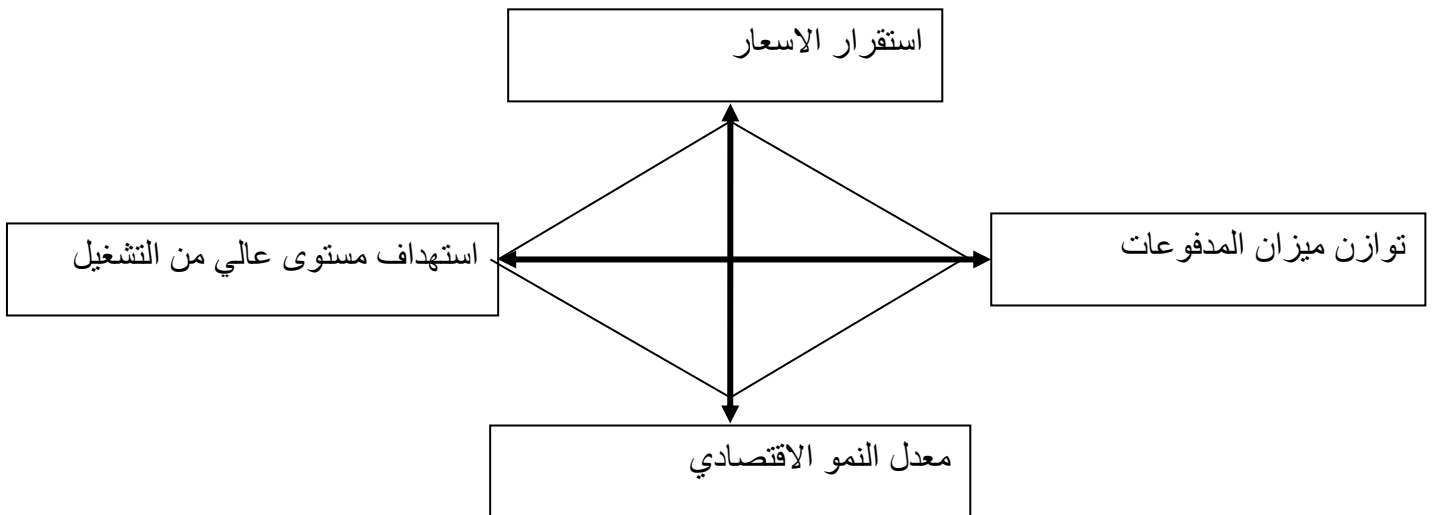 استقرار الاسعار
توازن ميزان المدفوعات
استهداف مستوى عالي من التشغيل
معدل النمو الاقتصادي